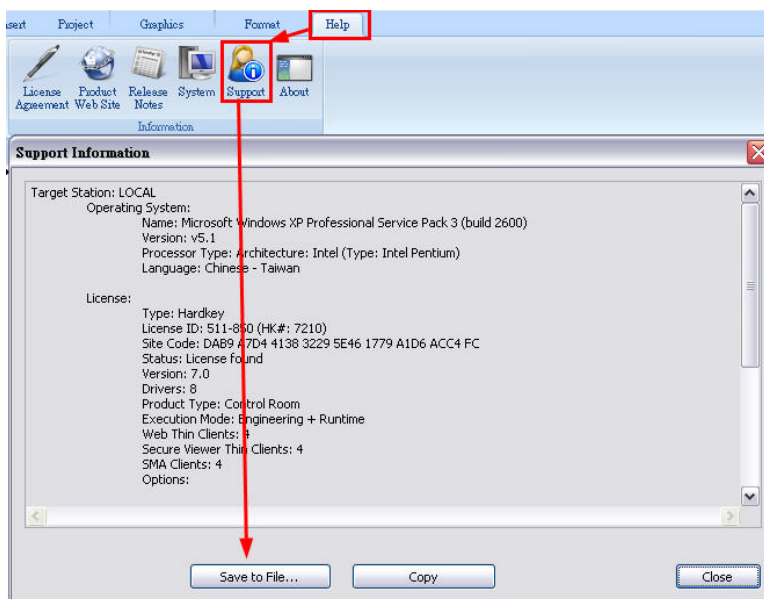 sert Project Graphics Format Help
License Agreement
Product Web Site
Release Notes
System
Support
About
Information
Support Information
Target Station: LOCAL
Operating System:
Name: Microsoft Windows XP Professional Service Pack 3 (build 2600)
Version: v5.1
Processor Type: Architecture: Intel (Type: Intel Pentium)
Language: Chinese - Taiwan
License:
Type: Hardkey
License ID: 511-850 (HK#: 7210)
Site Code: DAB9 A7D4 4138 3229 5E46 1779 A1D6 ACC4 FC
Status: License found
Version: 7.0
Drivers: 8
Product Type: Control Room
Execution Mode: Engineering + Runtime
Web Thin Clients: 4
Secure Viewer Thin Clients: 4
SMA Clients: 4
Options:
Save to File... Copy Close